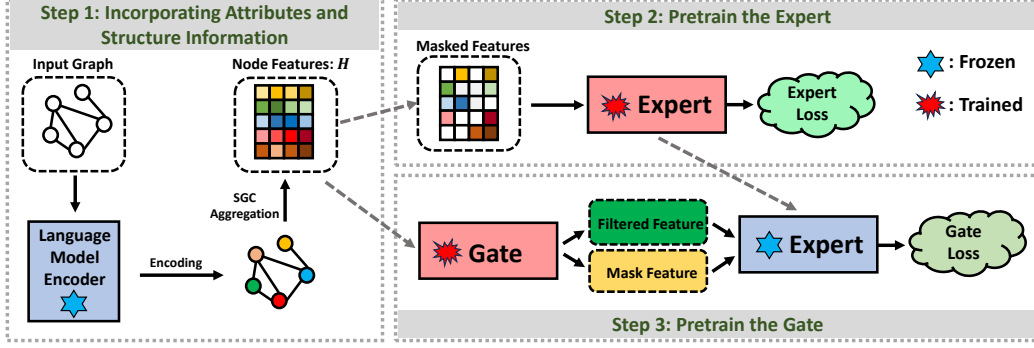 Step 1: Incorporating Attributes and
Structure Information
Input Graph
Node Features: H
SGC
Aggregation
Language
Model
Encoder
Encoding
Step 2: Pretrain the Expert
Masked Features
Expert
Expert
Loss
: Frozen
: Trained
Gate
Filtered Feature
Mask Feature
Expert
Gate
Loss
Step 3: Pretrain the Gate